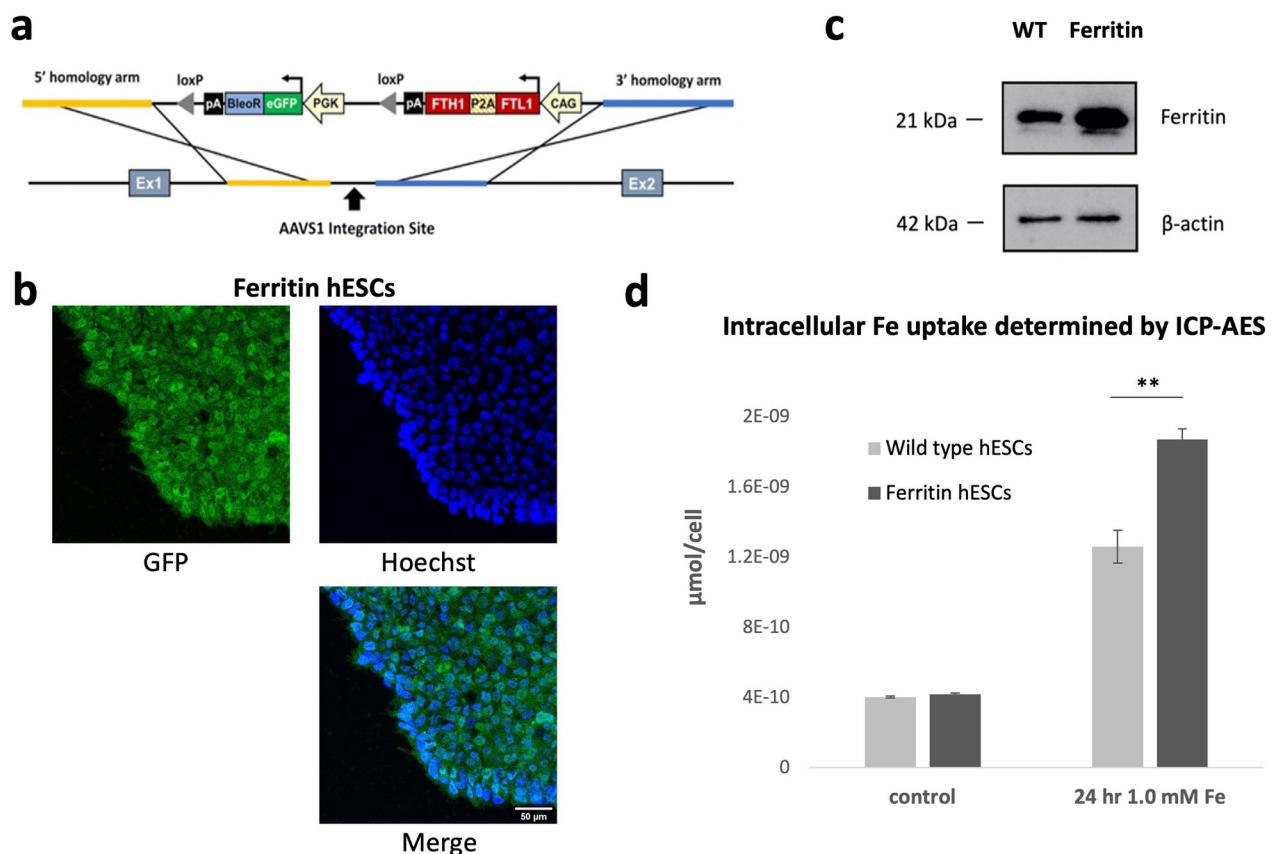 a
5' homology arm
loxP
loxP
3' homology arm
pA BleoR eGFP PGK
pA FTH1 P2A FTL1 CAG
Ex1
Ex2
AAVS1 Integration Site
b
Ferritin hESCs
GFP
Hoechst
50 µm
Merge
c
WT Ferritin
21 kDa
Ferritin
42 kDa
β-actin
d
Intracellular Fe uptake determined by ICP-AES
**
2E-09
1.6E-09
1.2E-09
8E-10
4E-10
0
µmol/cell
Wild type hESCs
Ferritin hESCs
control
24 hr 1.0 mM Fe